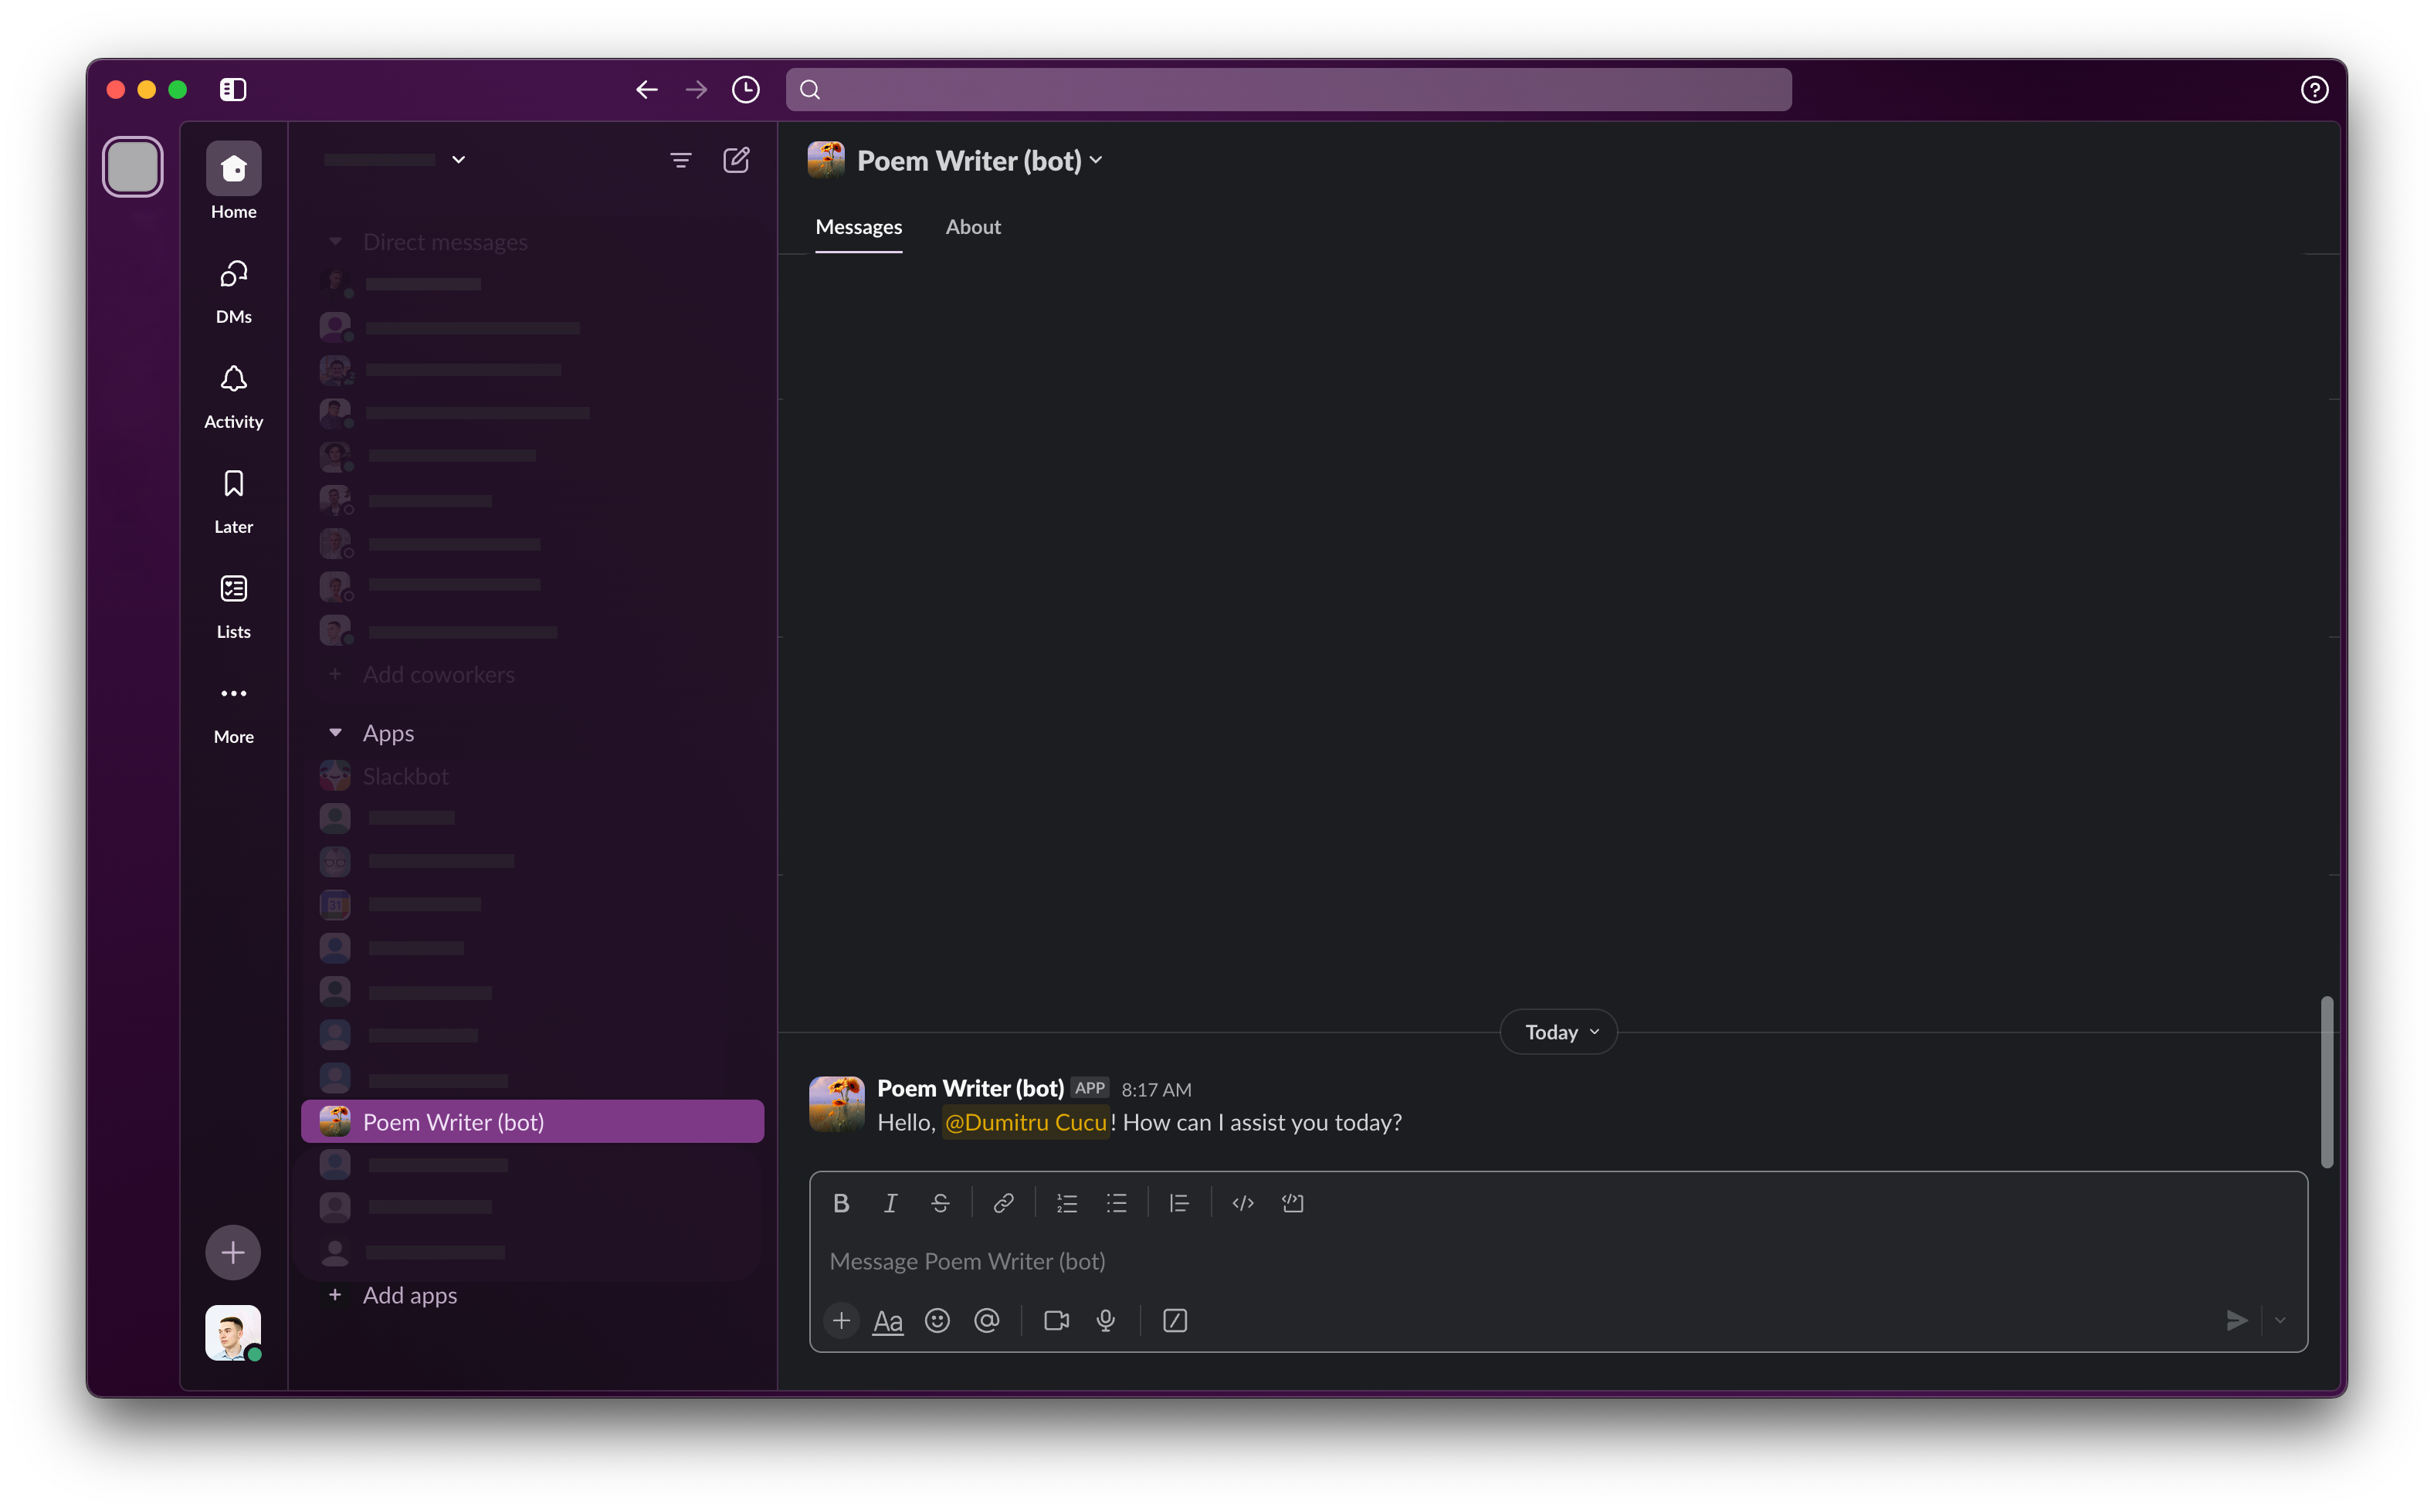 Home
DMs
Activity
Later
Lists
More
Direct messages
Add coworkers
Apps
Slackbot
31
Poem Writer (bot)
Add apps
Poem Writer (bot)
Messages About
Today
Poem Writer (bot) APP 8:17 AM
Hello, @Dumitru Cucu! How can I assist you today?
Message Poem Writer (bot)
Aa